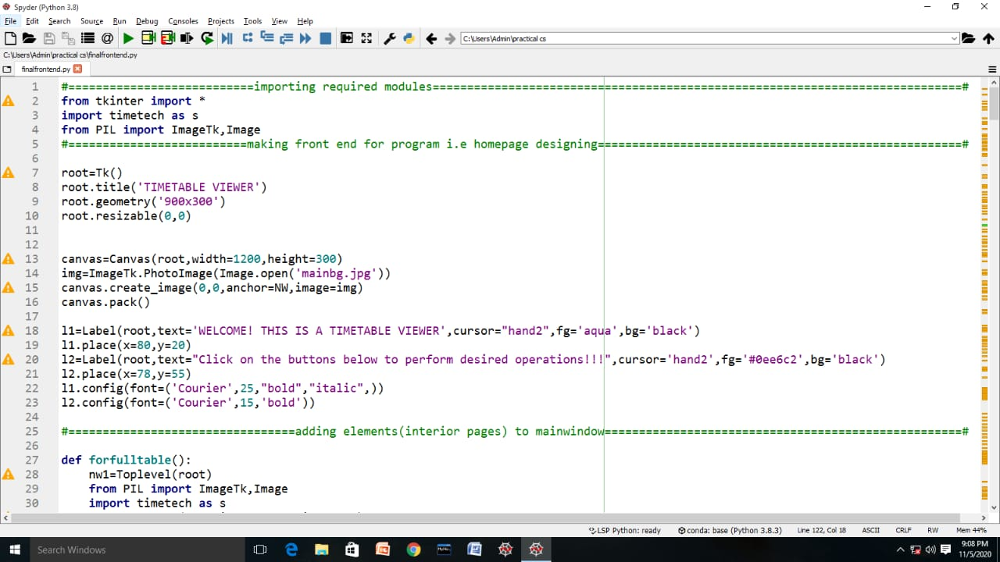 Spyder (Python 3.8)
File Edit Search Source Run Debug Consoles Projects Tools View Help
C:\Users\Admin\practical cs
C:\Users\Admin\practical cs\finalfrontend.py
finalfrontend.py
1 #===========================importing required modules=============================================================================#
2 from tkinter import *
3 import timetech as s
4 from PIL import ImageTk,Image
5 #==========================making front end for program i.e homepage designing=====================================================#
6
7 root=Tk()
8 root.title('TIMETABLE VIEWER')
9 root.geometry('900x300')
10 root.resizable(0,0)
11
12
13 canvas=Canvas(root,width=1200,height=300)
14 img=ImageTk.PhotoImage(Image.open('mainbg.jpg'))
15 canvas.create_image(0,0,anchor=NW,image=img)
16 canvas.pack()
17
18 l1=Label(root,text='WELCOME! THIS IS A TIMETABLE VIEWER',cursor="hand2",fg='aqua',bg='black')
19 l1.place(x=80,y=20)
20 l2=Label(root,text="Click on the buttons below to perform desired operations!!!",cursor='hand2',fg='#0ee6c2',bg='black')
21 l2.place(x=78,y=55)
22 l1.config(font=('Courier',25,"bold","italic",))
23 l2.config(font=('Courier',15,'bold'))
24
25 #=================================adding elements(interior pages) to mainwindow====================================================#
26
27 def forfulltable():
28     nw1=Toplevel(root)
29     from PIL import ImageTk,Image
30     import timetech as s
LSP Python: ready conda: base (Python 3.8.3) Line 122, Col 18 ASCII CRLF RW Mem 44%
Search Windows
9:08 PM
11/5/2020